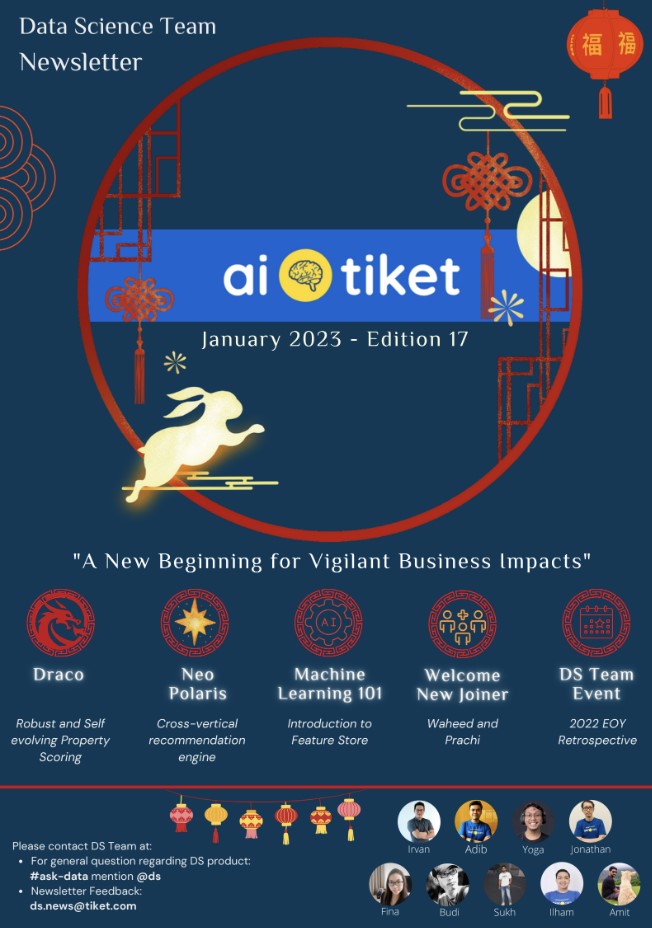 Data Science Team
Newsletter
福 福
ai tiket
January 2023 - Edition 17
"A New Beginning for Vigilant Business Impacts"
Draco
Robust and Self
evolving Property
Scoring
Neo
Polaris
Cross-vertical
recommendation
engine
AI
Machine
Learning 101
Introduction to
Feature Store
Welcome
New Joiner
Waheed and
Prachi
DS Team
Event
2022 EOY
Retrospective
Please contact DS Team at:
• For general question regarding DS product:
#ask-data mention @ds
• Newsletter Feedback:
ds.news@tiket.com
Irvan
Adib
Yoga
Jonathan
Fina
Budi
Sukh
Ilham
Amit